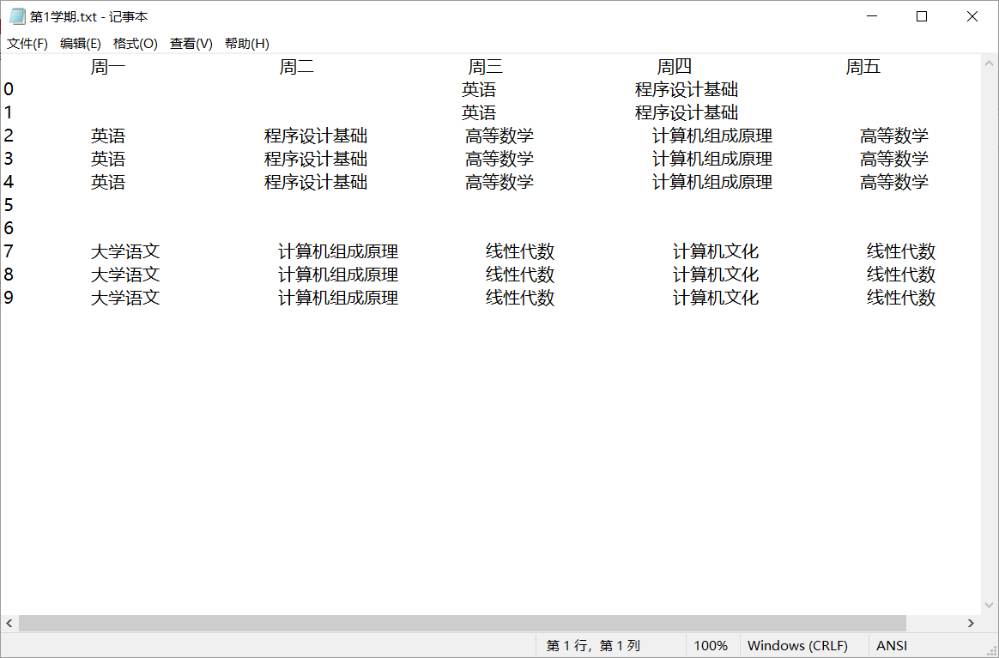 第1学期.txt - 记事本
文件(F) 编辑(E) 格式(O) 查看(V) 帮助(H)
周一 周二 周三 周四 周五
0 英语 程序设计基础
1 英语 程序设计基础
2 英语 程序设计基础 高等数学 计算机组成原理 高等数学
3 英语 程序设计基础 高等数学 计算机组成原理 高等数学
4 英语 程序设计基础 高等数学 计算机组成原理 高等数学
5
6
7 大学语文 计算机组成原理 线性代数 计算机文化 线性代数
8 大学语文 计算机组成原理 线性代数 计算机文化 线性代数
9 大学语文 计算机组成原理 线性代数 计算机文化 线性代数
第 1 行，第 1 列 100% Windows (CRLF) ANSI